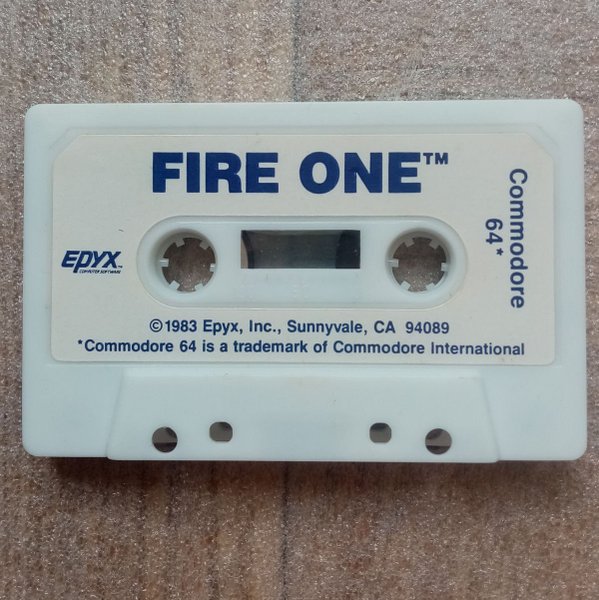 FIRE ONE™
Commodore
64*
EPYX
COMPUTER SOFTWARE
©1983 Epyx, Inc., Sunnyvale, CA 94089
*Commodore 64 is a trademark of Commodore International